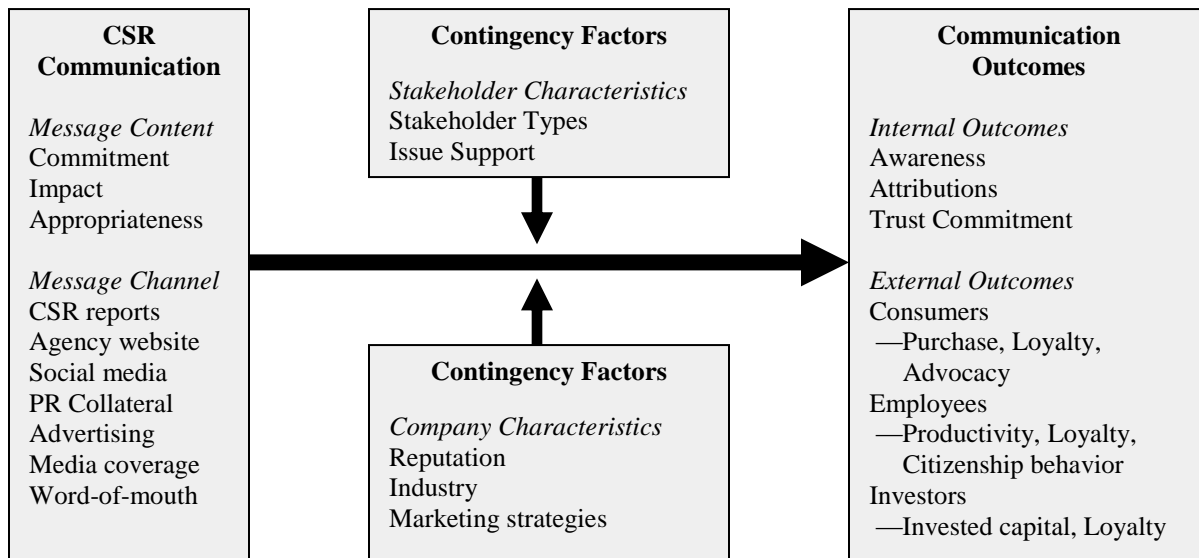 CSR
Communication
Message Content
Commitment
Impact
Appropriateness
Message Channel
CSR reports
Agency website
Social media
PR Collateral
Advertising
Media coverage
Word-of-mouth
Contingency Factors
Stakeholder Characteristics
Stakeholder Types
Issue Support
Contingency Factors
Company Characteristics
Reputation
Industry
Marketing strategies
Communication
Outcomes
Internal Outcomes
Awareness
Attributions
Trust Commitment
External Outcomes
Consumers
—Purchase, Loyalty,
Advocacy
Employees
—Productivity, Loyalty,
Citizenship behavior
Investors
—Invested capital, Loyalty